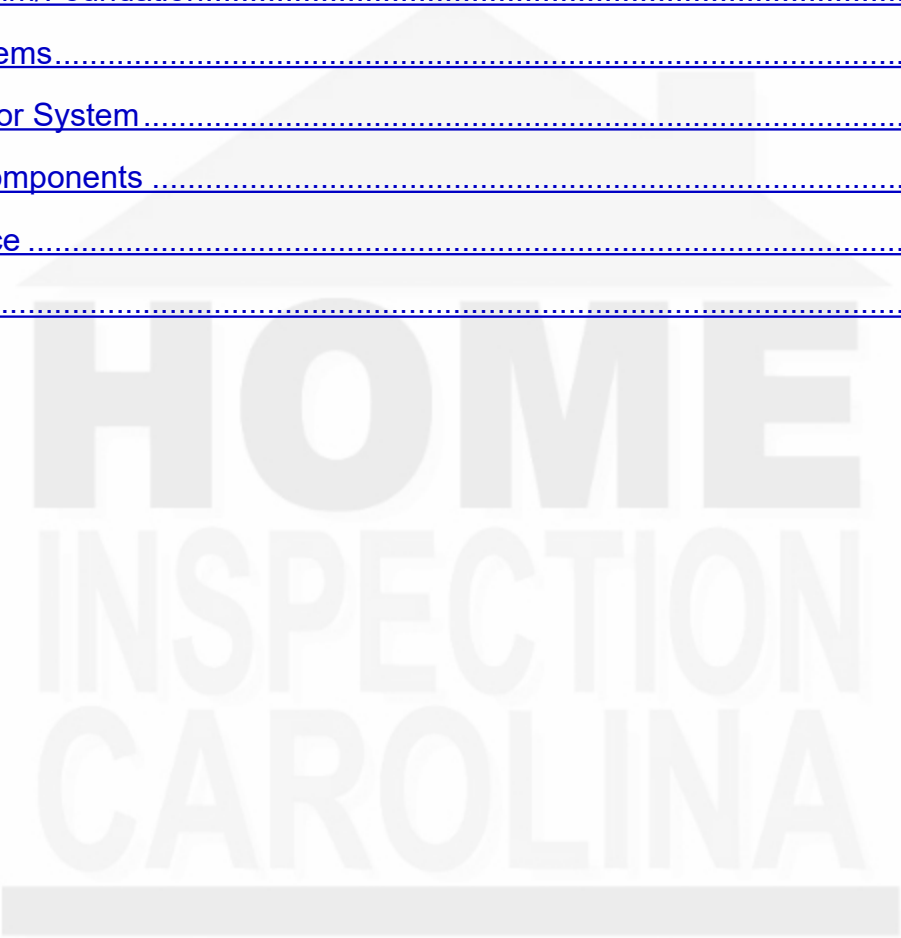 ems
or System
omponents
ce
HOME
INSPECTION
CAROLINA